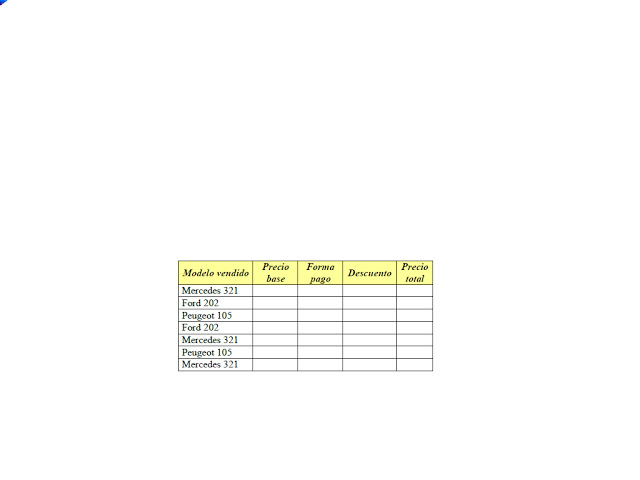 Modelo vendido Precio base Forma pago Descuento Precio total
Mercedes 321
Ford 202
Peugeot 105
Ford 202
Mercedes 321
Peugeot 105
Mercedes 321